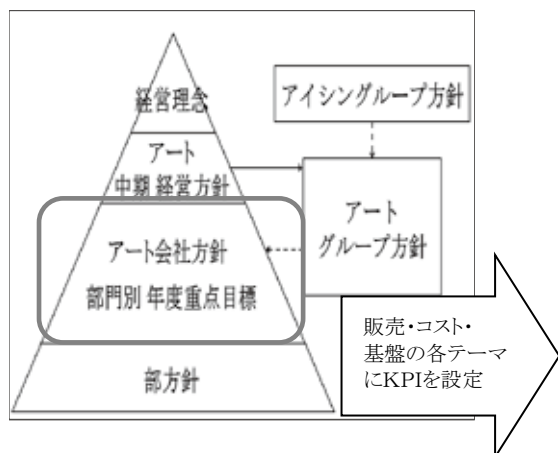 経営理念
アート
中期 経営方針
アート会社方針
部門別 年度重点目標
部方針
アイシングループ方針
アート
グループ方針
販売・コスト・
基盤の各テーマ
にKPIを設定